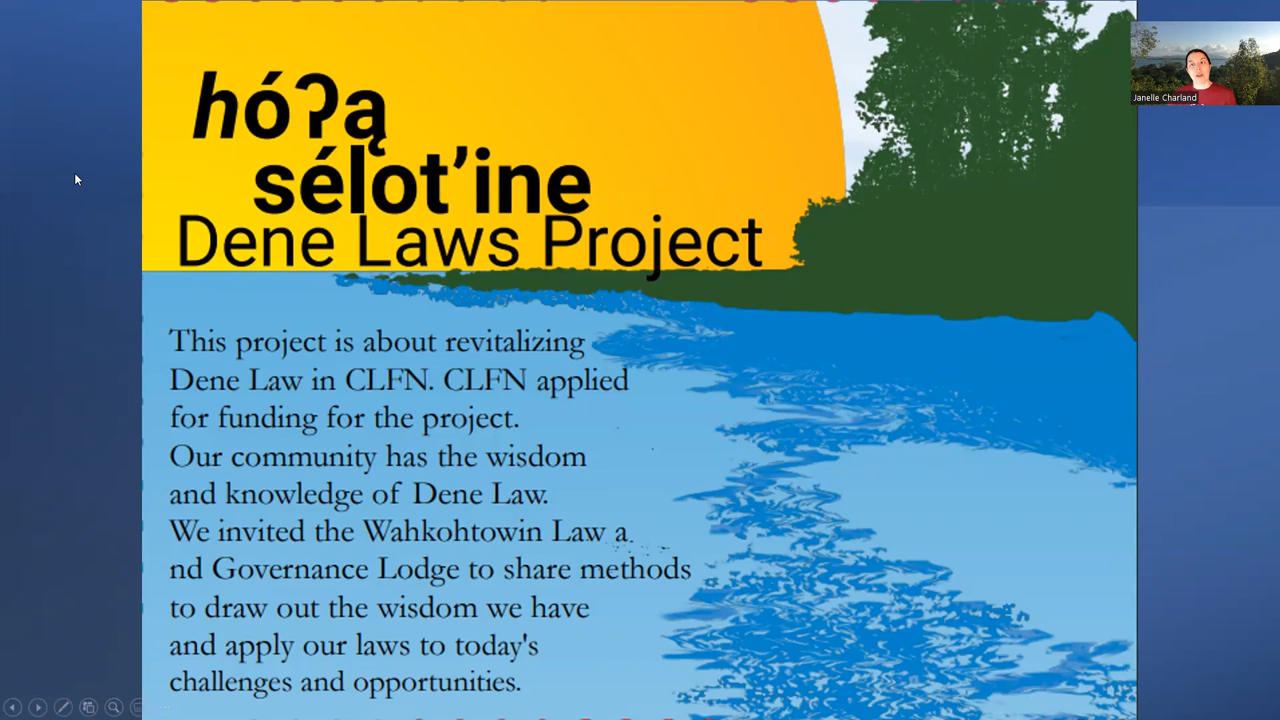 hóʔą
sélot’ine
Dene Laws Project
Janelle Charland
This project is about revitalizing
Dene Law in CLFN. CLFN applied
for funding for the project.
Our community has the wisdom
and knowledge of Dene Law.
We invited the Wahkohtowin Law a
nd Governance Lodge to share methods
to draw out the wisdom we have
and apply our laws to today's
challenges and opportunities.